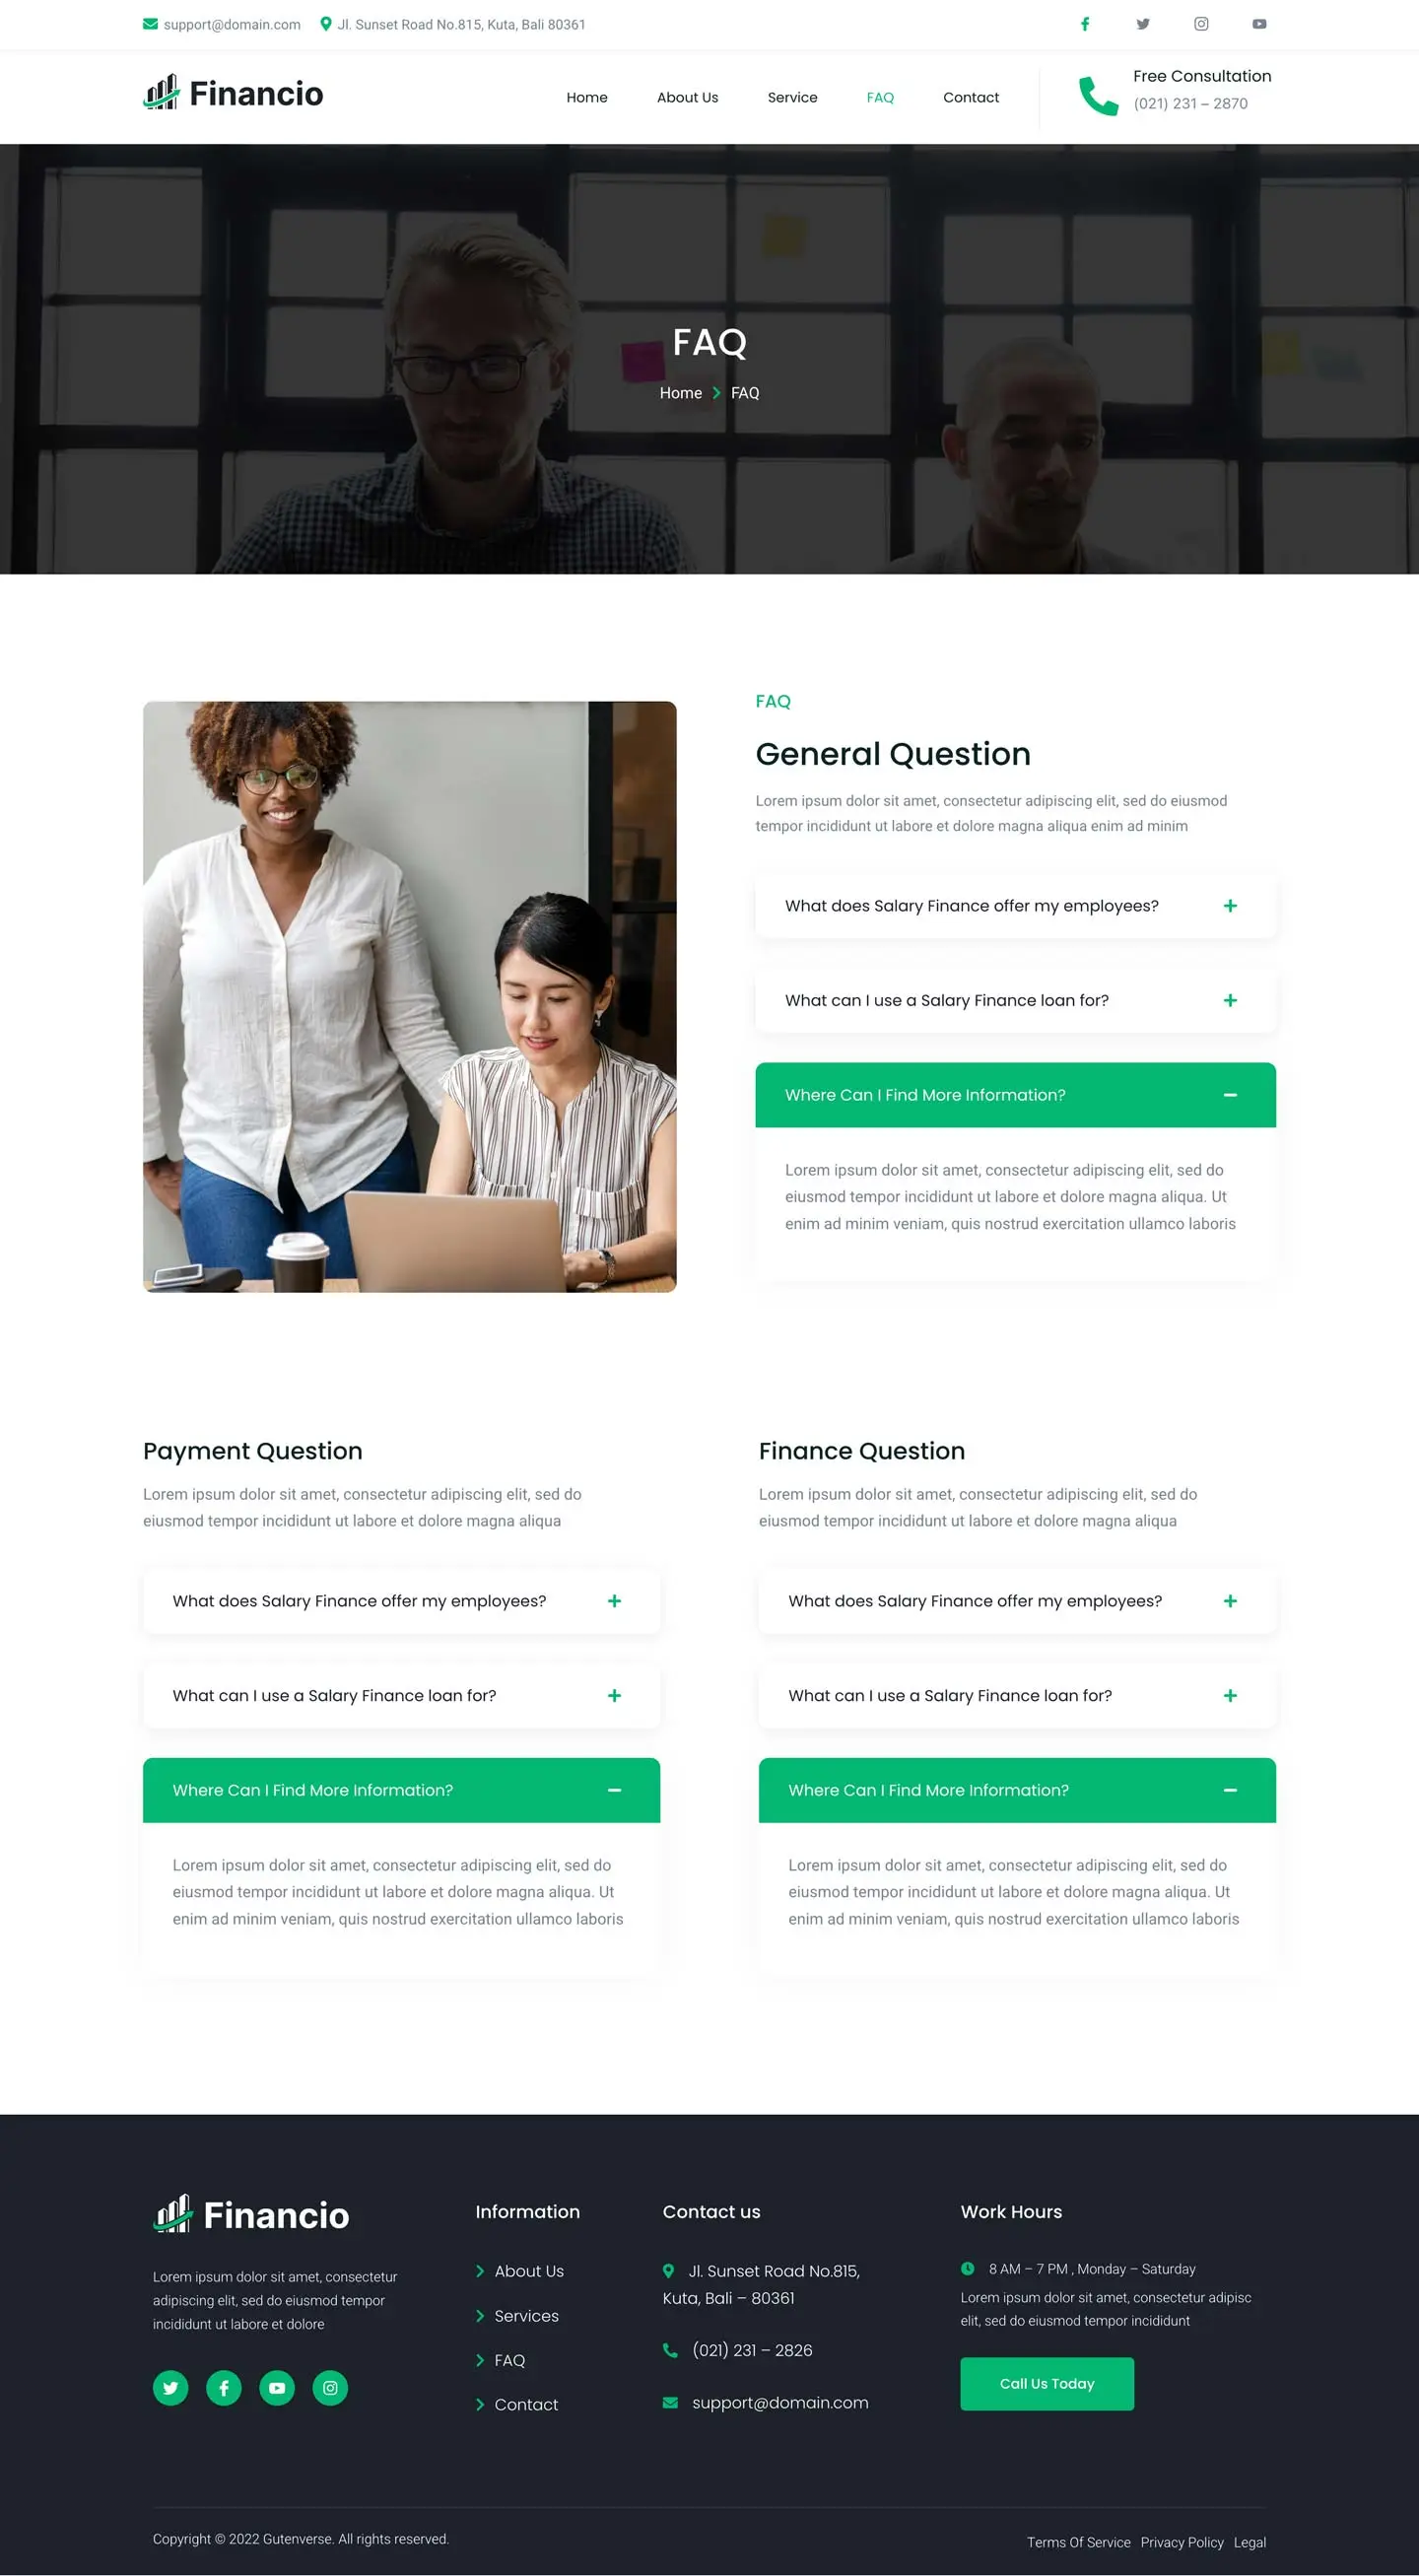 support@domain.com
Jl. Sunset Road No.815, Kuta, Bali 80361
Financio
Home
About Us
Service
FAQ
Contact
Free Consultation
(021) 231 – 2870
FAQ
Home
FAQ
FAQ
General Question
Lorem ipsum dolor sit amet, consectetur adipiscing elit, sed do eiusmod
tempor incididunt ut labore et dolore magna aliqua enim ad minim
What does Salary Finance offer my employees?
What can I use a Salary Finance loan for?
Where Can I Find More Information?
Lorem ipsum dolor sit amet, consectetur adipiscing elit, sed do
eiusmod tempor incididunt ut labore et dolore magna aliqua. Ut
enim ad minim veniam, quis nostrud exercitation ullamco laboris
Payment Question
Lorem ipsum dolor sit amet, consectetur adipiscing elit, sed do
eiusmod tempor incididunt ut labore et dolore magna aliqua
What does Salary Finance offer my employees?
What can I use a Salary Finance loan for?
Where Can I Find More Information?
Lorem ipsum dolor sit amet, consectetur adipiscing elit, sed do
eiusmod tempor incididunt ut labore et dolore magna aliqua. Ut
enim ad minim veniam, quis nostrud exercitation ullamco laboris
Finance Question
Lorem ipsum dolor sit amet, consectetur adipiscing elit, sed do
eiusmod tempor incididunt ut labore et dolore magna aliqua
What does Salary Finance offer my employees?
What can I use a Salary Finance loan for?
Where Can I Find More Information?
Lorem ipsum dolor sit amet, consectetur adipiscing elit, sed do
eiusmod tempor incididunt ut labore et dolore magna aliqua. Ut
enim ad minim veniam, quis nostrud exercitation ullamco laboris
Financio
Lorem ipsum dolor sit amet, consectetur
adipiscing elit, sed do eiusmod tempor
incididunt ut labore et dolore
Information
About Us
Services
FAQ
Contact
Contact us
Jl. Sunset Road No.815,
Kuta, Bali – 80361
(021) 231 – 2826
support@domain.com
Work Hours
8 AM – 7 PM , Monday – Saturday
Lorem ipsum dolor sit amet, consectetur adipisc
elit, sed do eiusmod tempor incididunt
Call Us Today
Copyright © 2022 Gutenverse. All rights reserved.
Terms Of Service
Privacy Policy
Legal